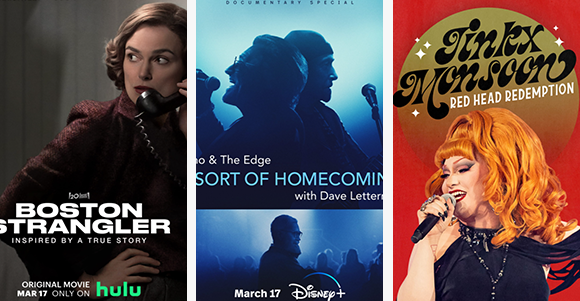 BOSTON
STRANGLER
INSPIRED BY A TRUE STORY
ORIGINAL MOVIE
MAR 17 ONLY ON hulu
DOCUMENTARY SPECIAL
no & The Edge
SORT OF HOMECOMIN
with Dave Letterm
March 17 Disney+
Jinkx
Monsoon
RED HEAD REDEMPTION